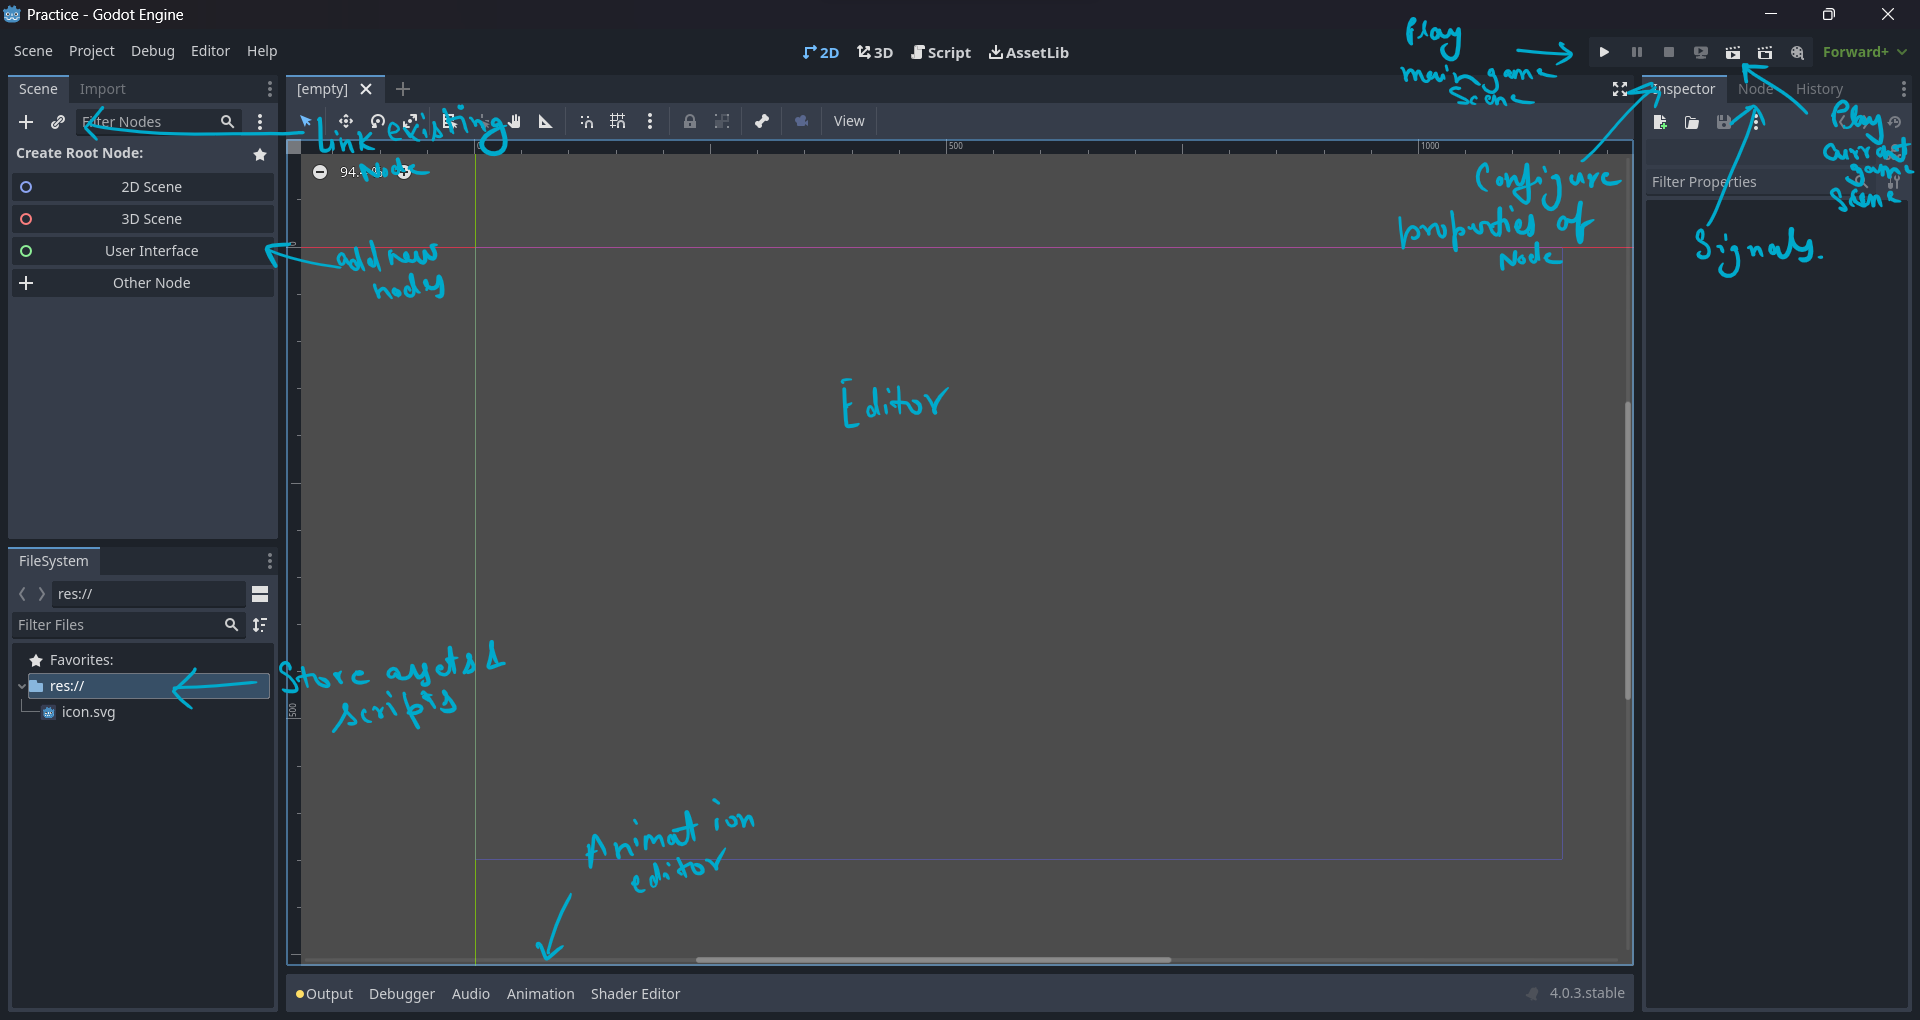 Practice - Godot Engine
Scene Project Debug Editor Help
2D 3D Script AssetLib
Play
main game
Scene
Forward+
Scene Import
[empty]
Inspector Node History
Filter Nodes
Link existing
Node
View
Play
current
game
Scene
Create Root Node:
500
1000
94.
2D Scene
3D Scene
User Interface
Other Node
add new
nody
Configure
properties of
Node
Filter Properties
Signals.
Editor
FileSystem
res://
Filter Files
Favorites:
res://
icon.svg
Store assets &
scripts
500
Animation
editor
Output Debugger Audio Animation Shader Editor
4.0.3.stable